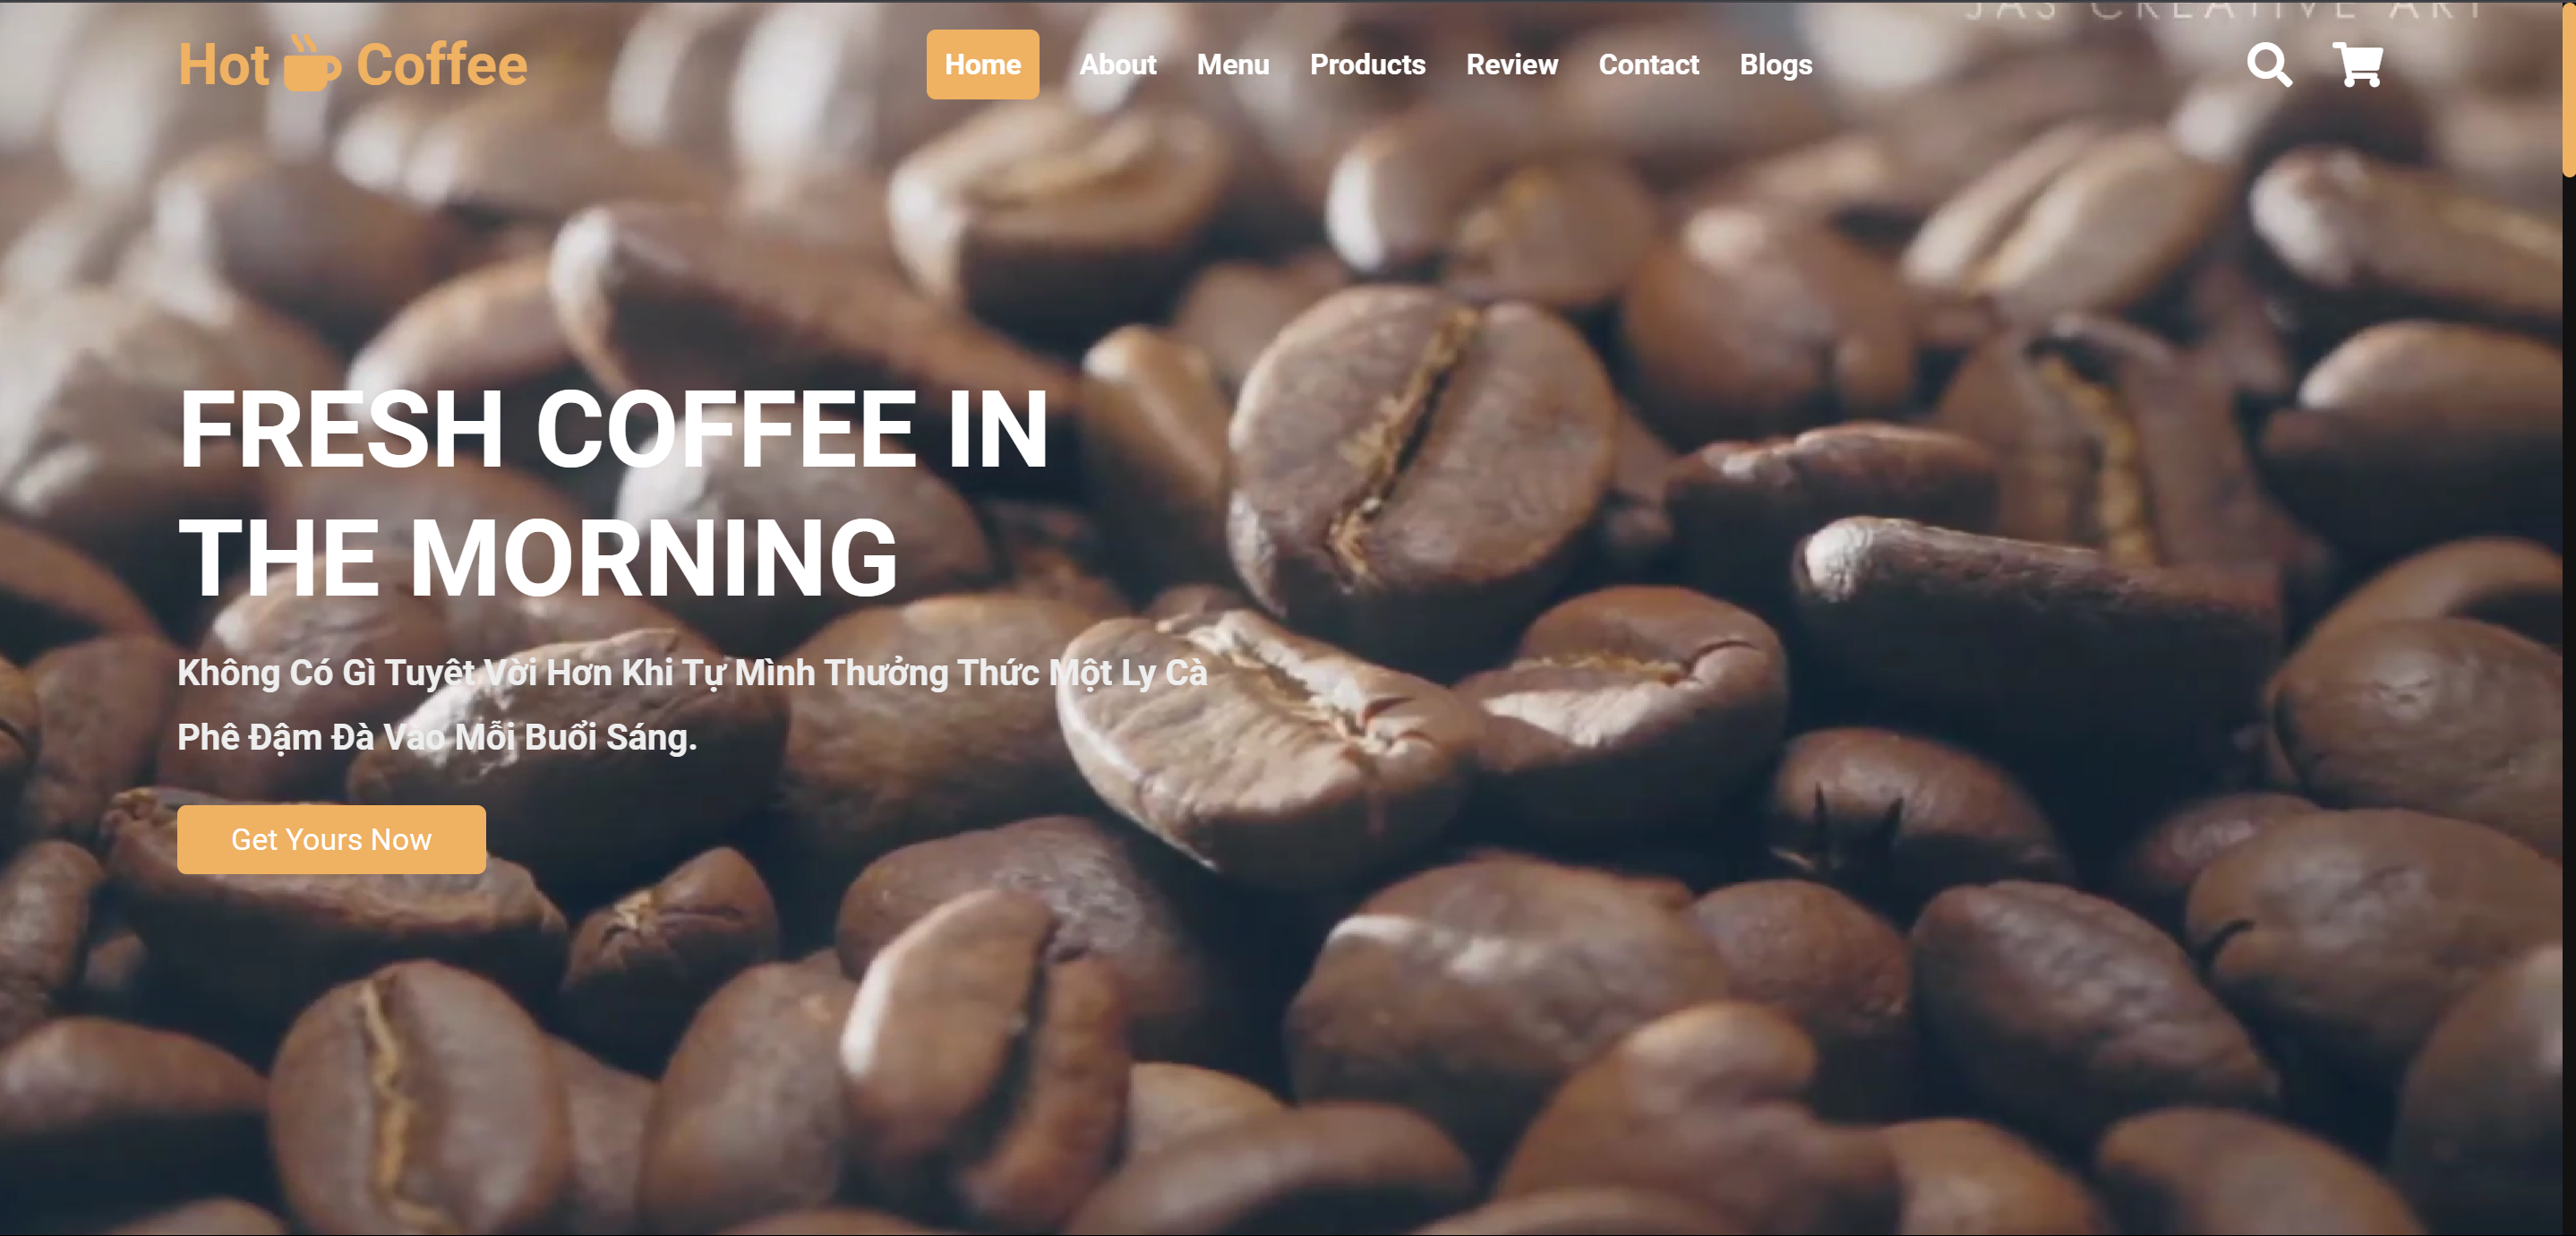 JAS CREATIVE ART
Hot Coffee
Home About Menu Products Review Contact Blogs
FRESH COFFEE IN
THE MORNING
Không Có Gì Tuyệt Vời Hơn Khi Tự Mình Thưởng Thức Một Ly Cà
Phê Đậm Đà Vao Mỗi Buổi Sáng.
Get Yours Now